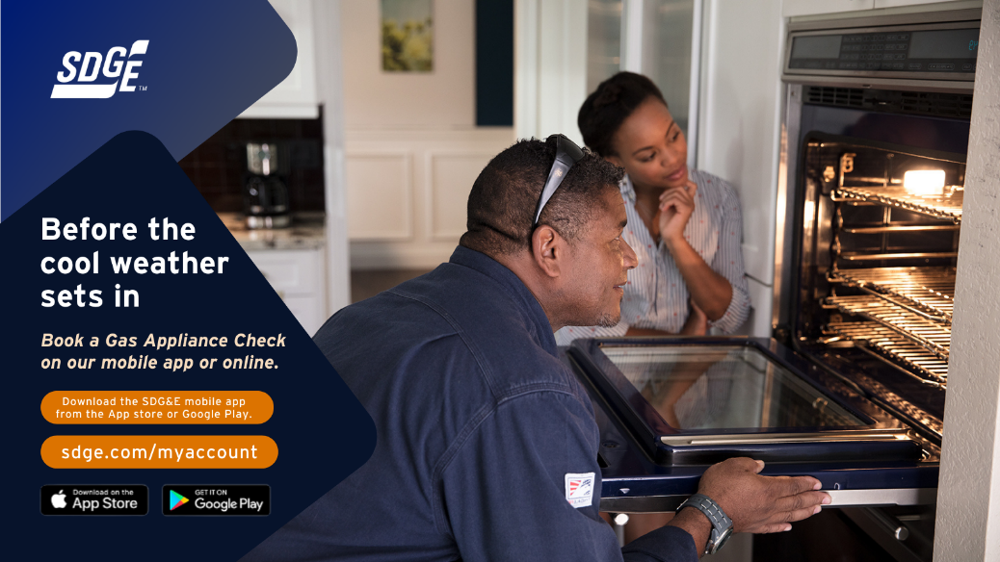 SDGE
TM
Before the
cool weather
sets in
Book a Gas Appliance Check
on our mobile app or online.
Download the SDG&E mobile app
from the App store or Google Play.
sdge.com/myaccount
Download on the
App Store
GET IT ON
Google Play